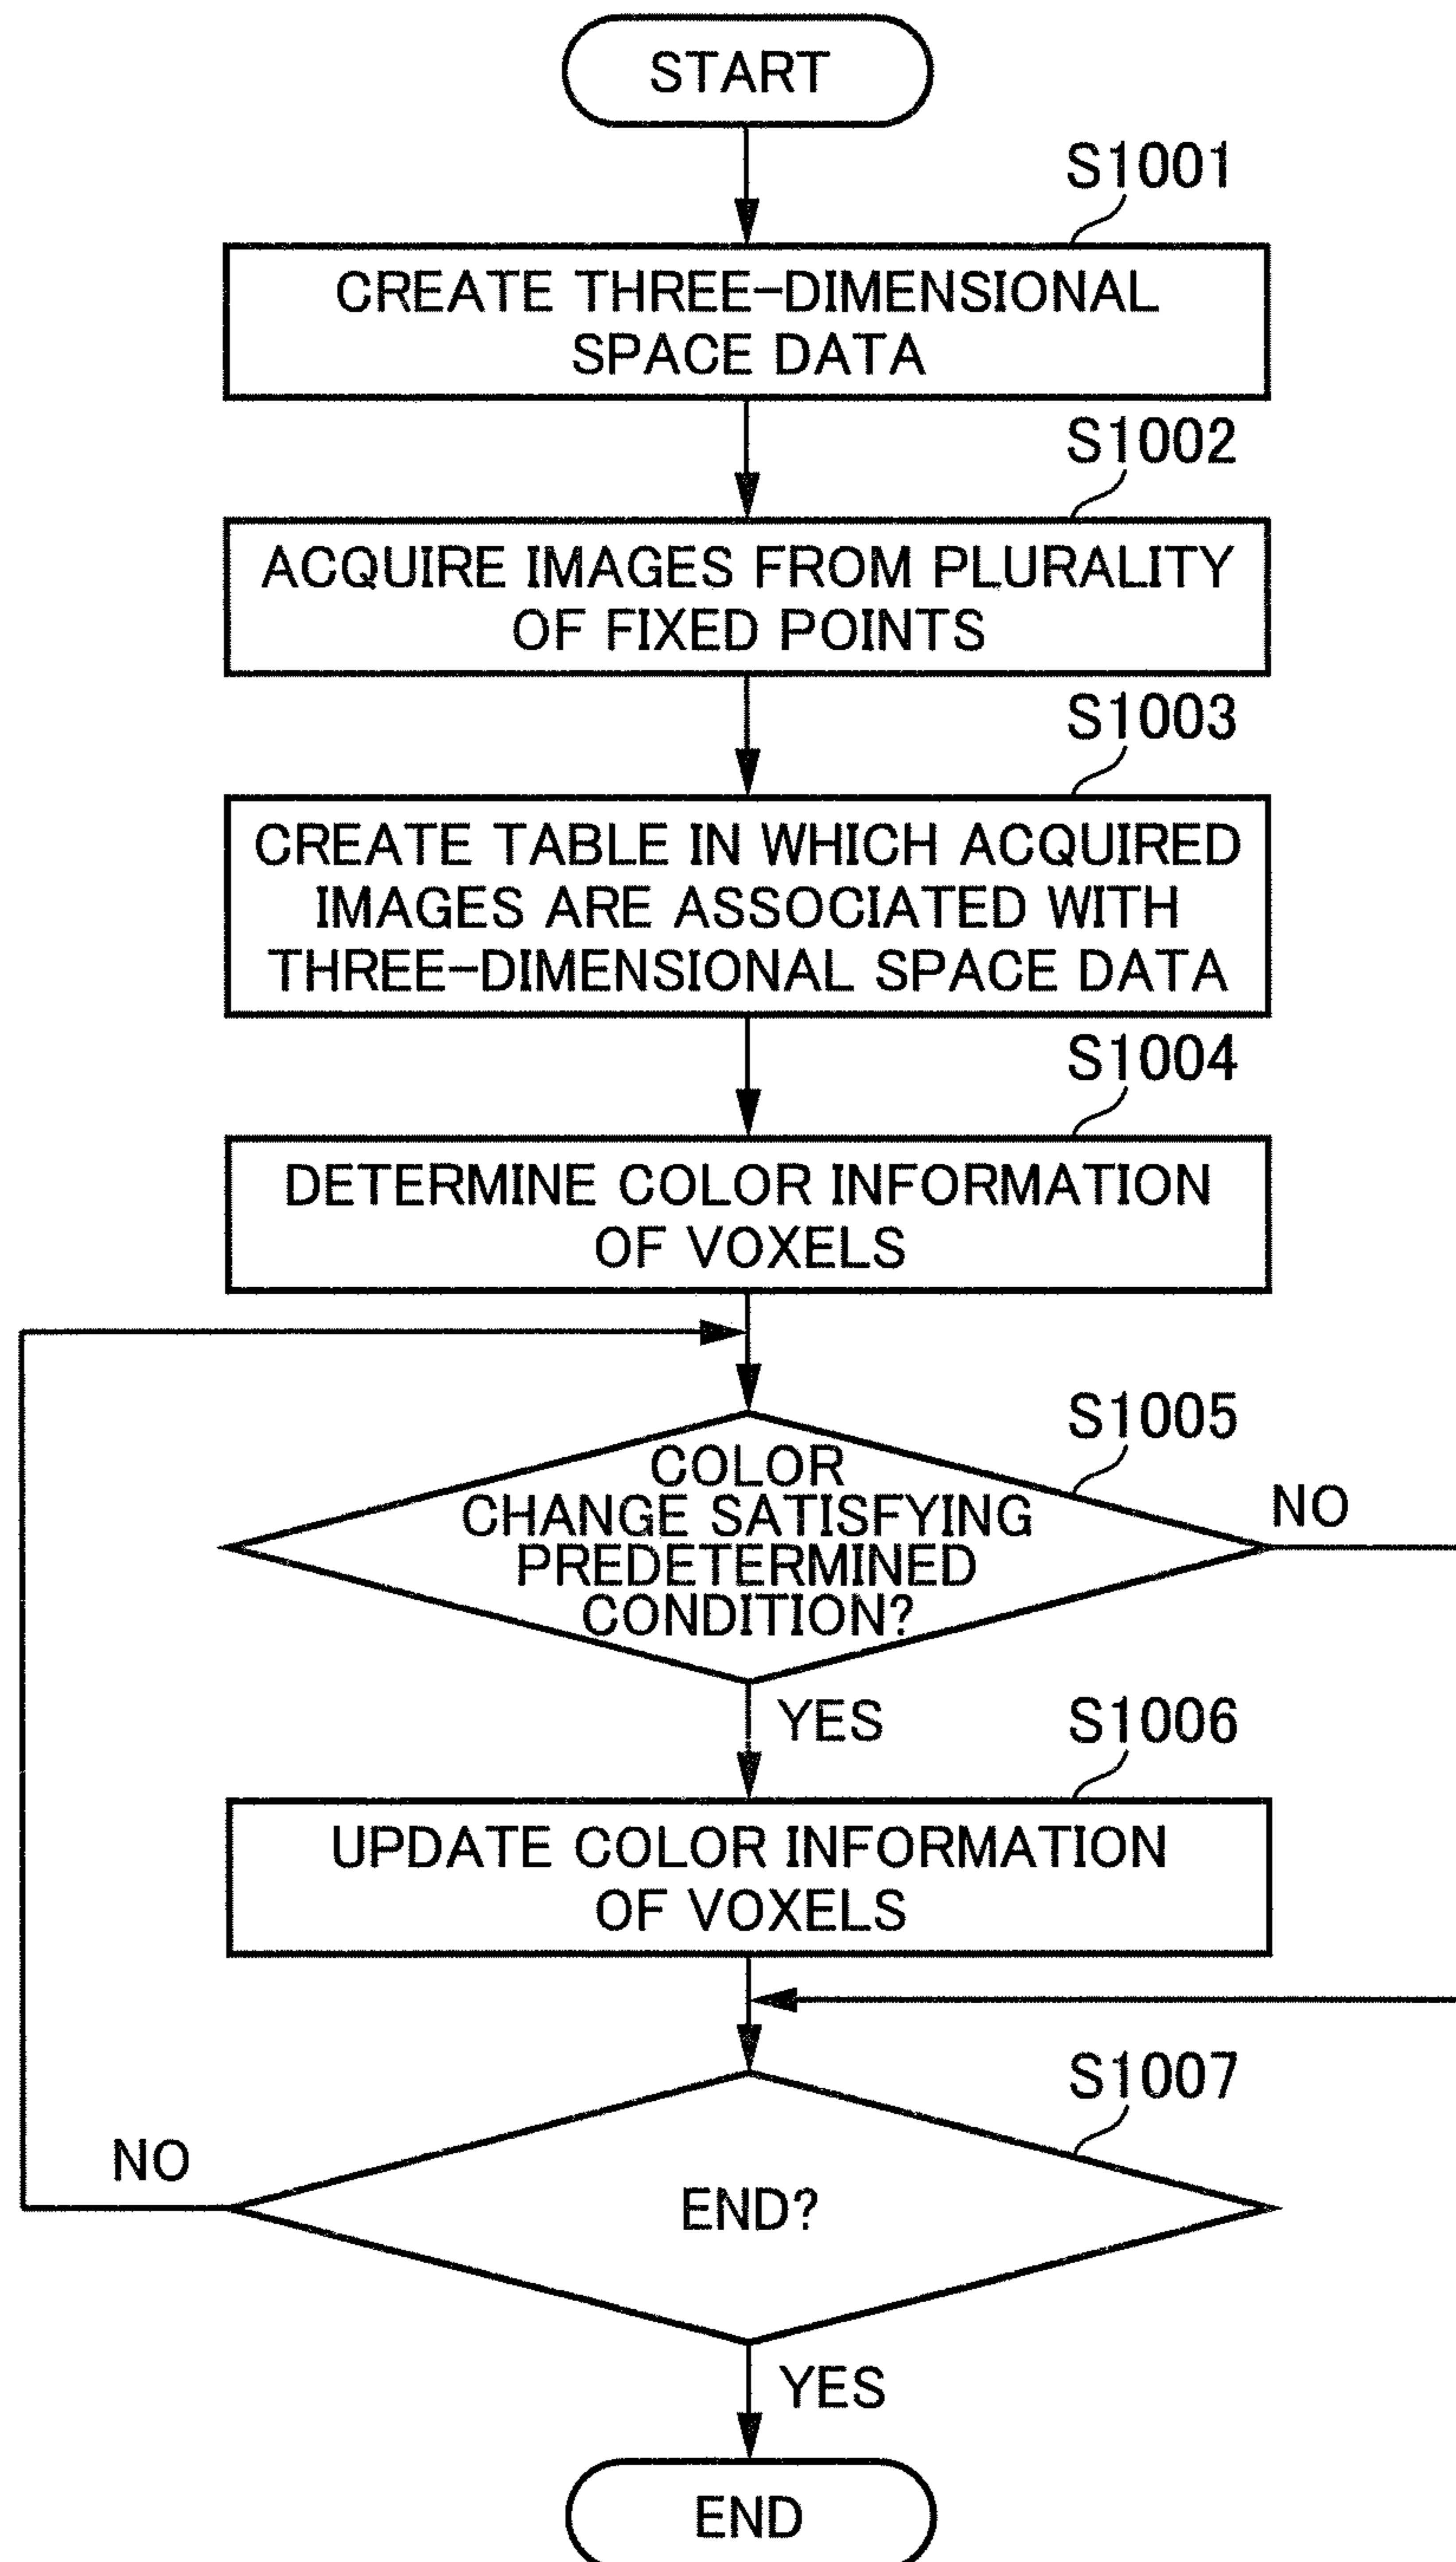 START
S1001
CREATE THREE-DIMENSIONAL
SPACE DATA
S1002
ACQUIRE IMAGES FROM PLURALITY
OF FIXED POINTS
S1003
CREATE TABLE IN WHICH ACQUIRED
IMAGES ARE ASSOCIATED WITH
THREE-DIMENSIONAL SPACE DATA
S1004
DETERMINE COLOR INFORMATION
OF VOXELS
S1005
COLOR
CHANGE SATISFYING
PREDETERMINED
CONDITION?
NO
YES
S1006
UPDATE COLOR INFORMATION
OF VOXELS
S1007
NO
END?
YES
END